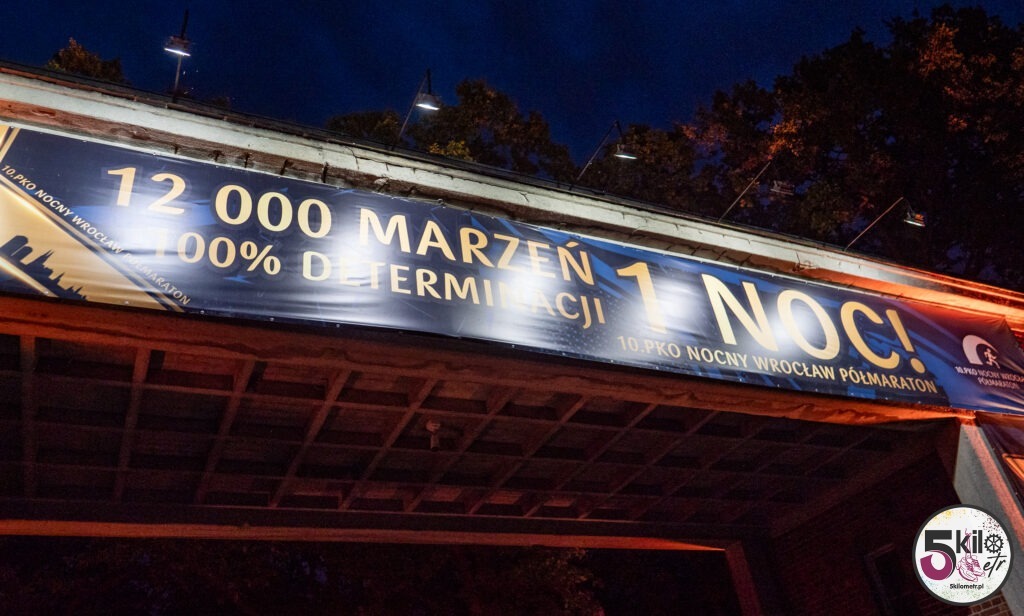 10.PKO NOCNY WROCŁAW PÓŁMARATON
12 000 MARZEŃ
100% DETERMINACJI
1 NOC!
10.PKO NOCNY WROCŁAW PÓŁMARATON
10.PKO NOCNY WROCŁAW
PÓŁMARATON
5kilometr
5kilometr.pl